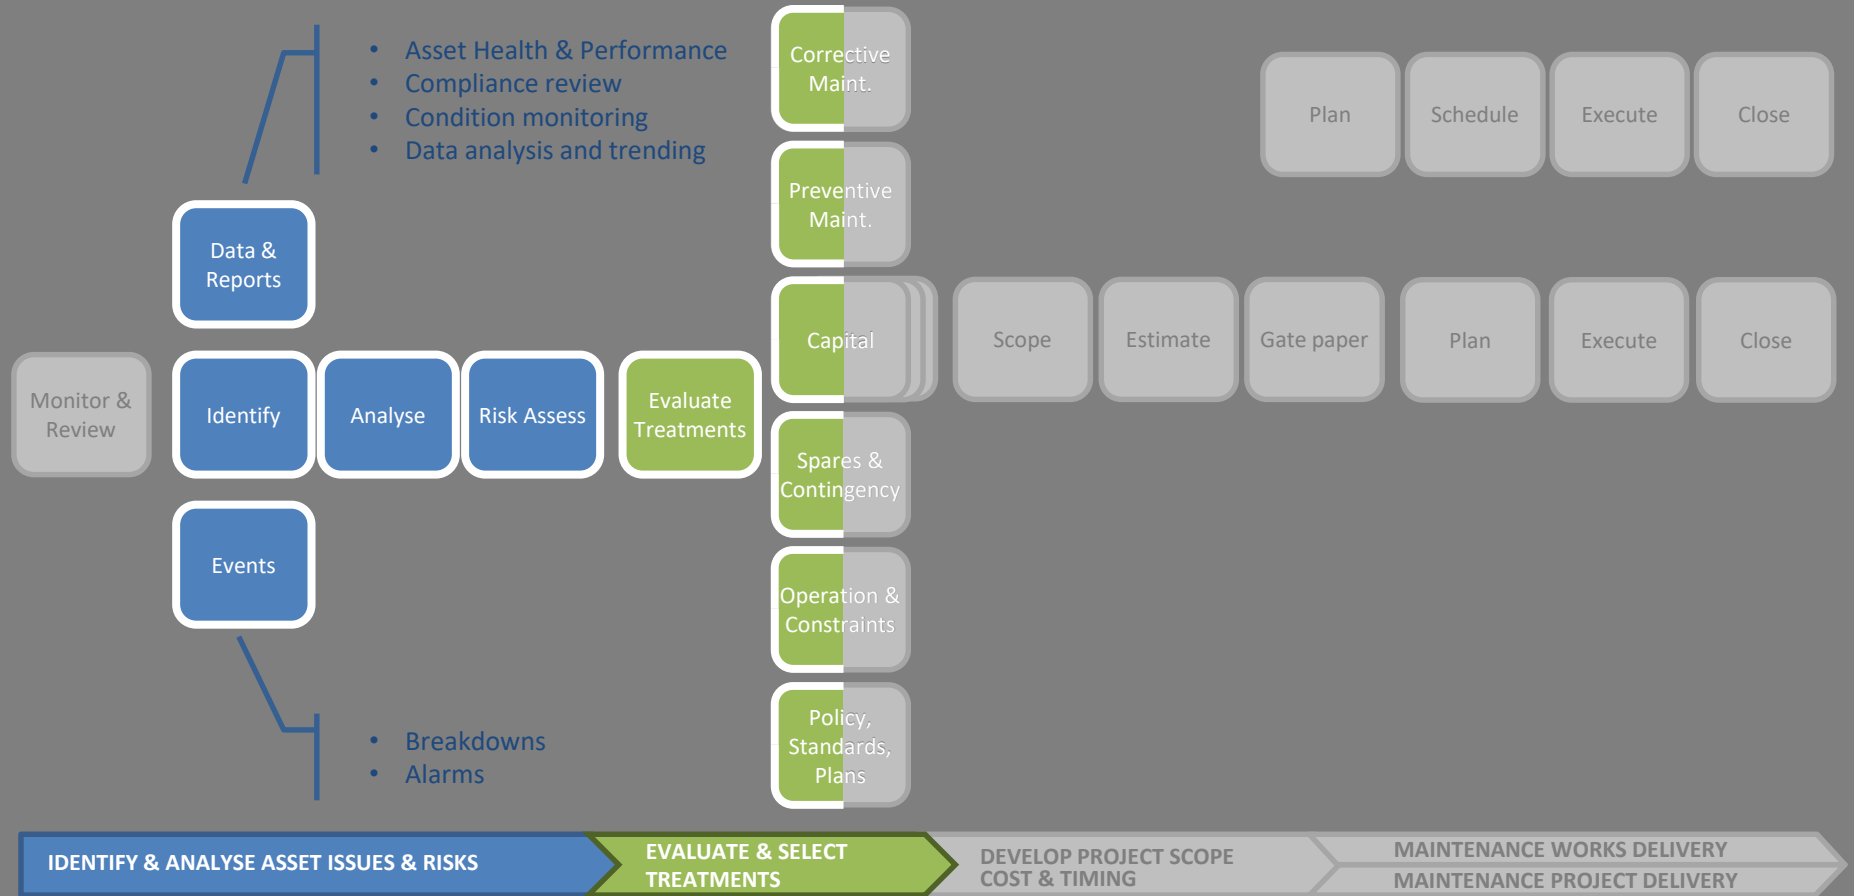 • Asset Health & Performance
• Compliance review
• Condition monitoring
• Data analysis and trending
Data &
Reports
Monitor &
Review
Identify
Analyse
Risk Assess
Evaluate
Treatments
Events
• Breakdowns
• Alarms
Corrective
Maint.
Preventive
Maint.
Capital
Spares &
Contingency
Operation &
Constraints
Policy,
Standards,
Plans
Plan
Schedule
Execute
Close
Scope
Estimate
Gate paper
Plan
Execute
Close
IDENTIFY & ANALYSE ASSET ISSUES & RISKS
EVALUATE & SELECT
TREATMENTS
DEVELOP PROJECT SCOPE
COST & TIMING
MAINTENANCE WORKS DELIVERY
MAINTENANCE PROJECT DELIVERY